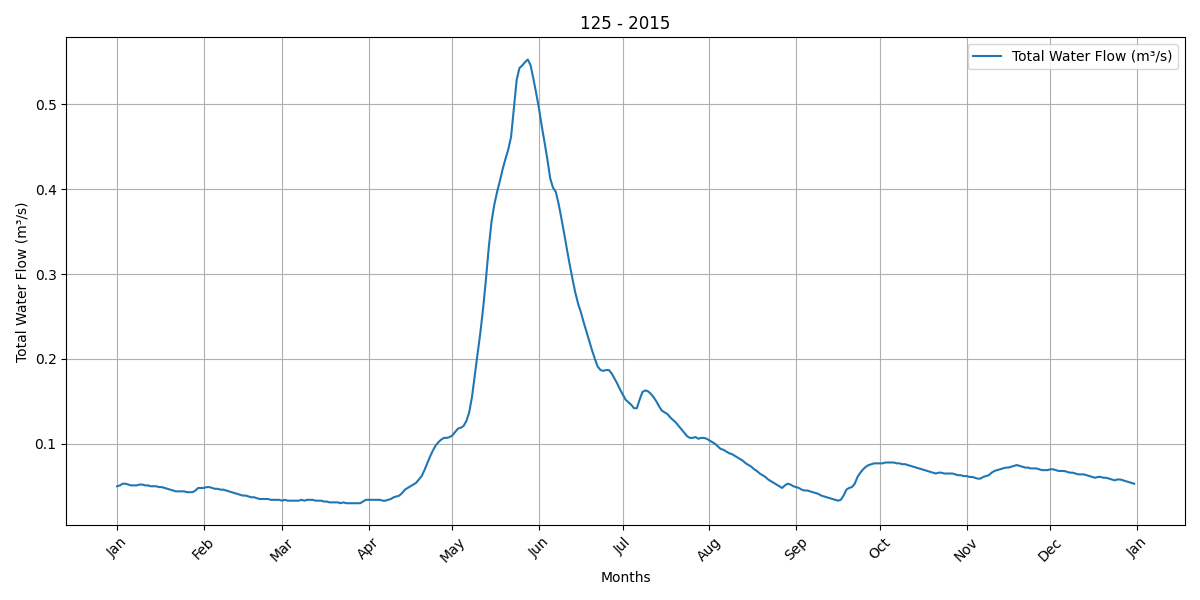 125 - 2015
Total Water Flow (m³/s)
Total Water Flow (m³/s)
0.5
0.4
0.3
0.2
0.1
Jan Feb Mar Apr May Jun Jul Aug Sep Oct Nov Dec Jan
Months